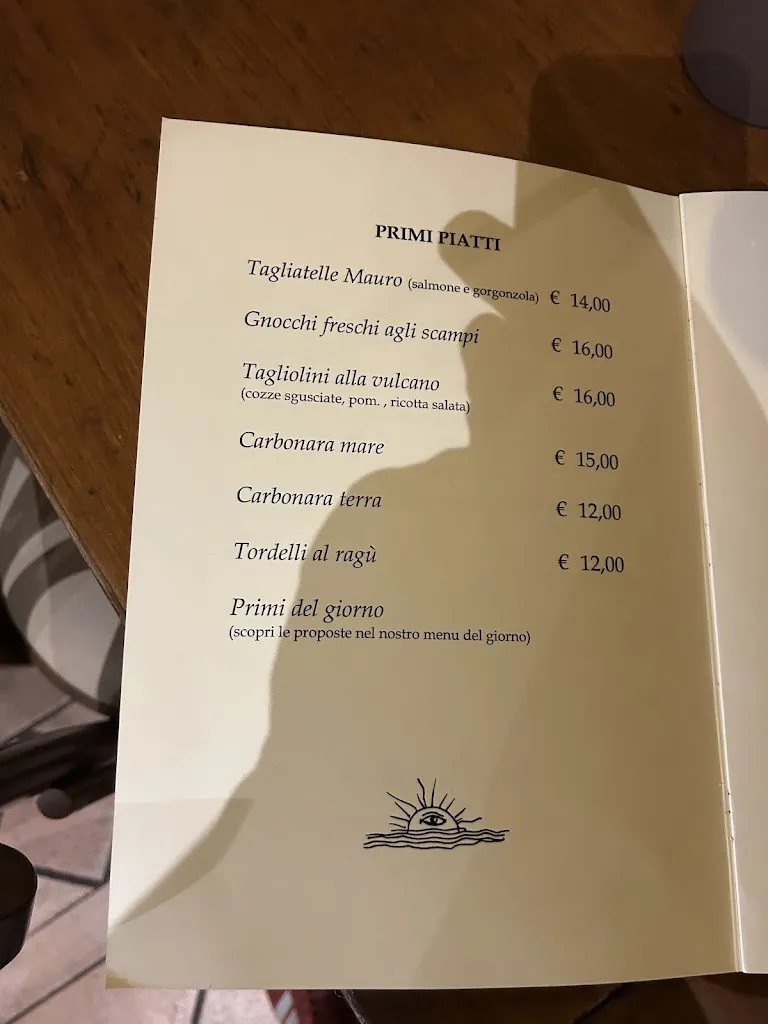 PRIMI PIATTI
Tagliatelle Mauro (salmone e gorgonzola) € 14,00
Gnocchi freschi agli scampi € 16,00
Tagliolini alla vulcano € 16,00
(cozze sgusciate, pom. , ricotta salata)
Carbonara mare € 15,00
Carbonara terra € 12,00
Tordelli al ragù € 12,00
Primi del giorno
(scopri le proposte nel nostro menu del giorno)